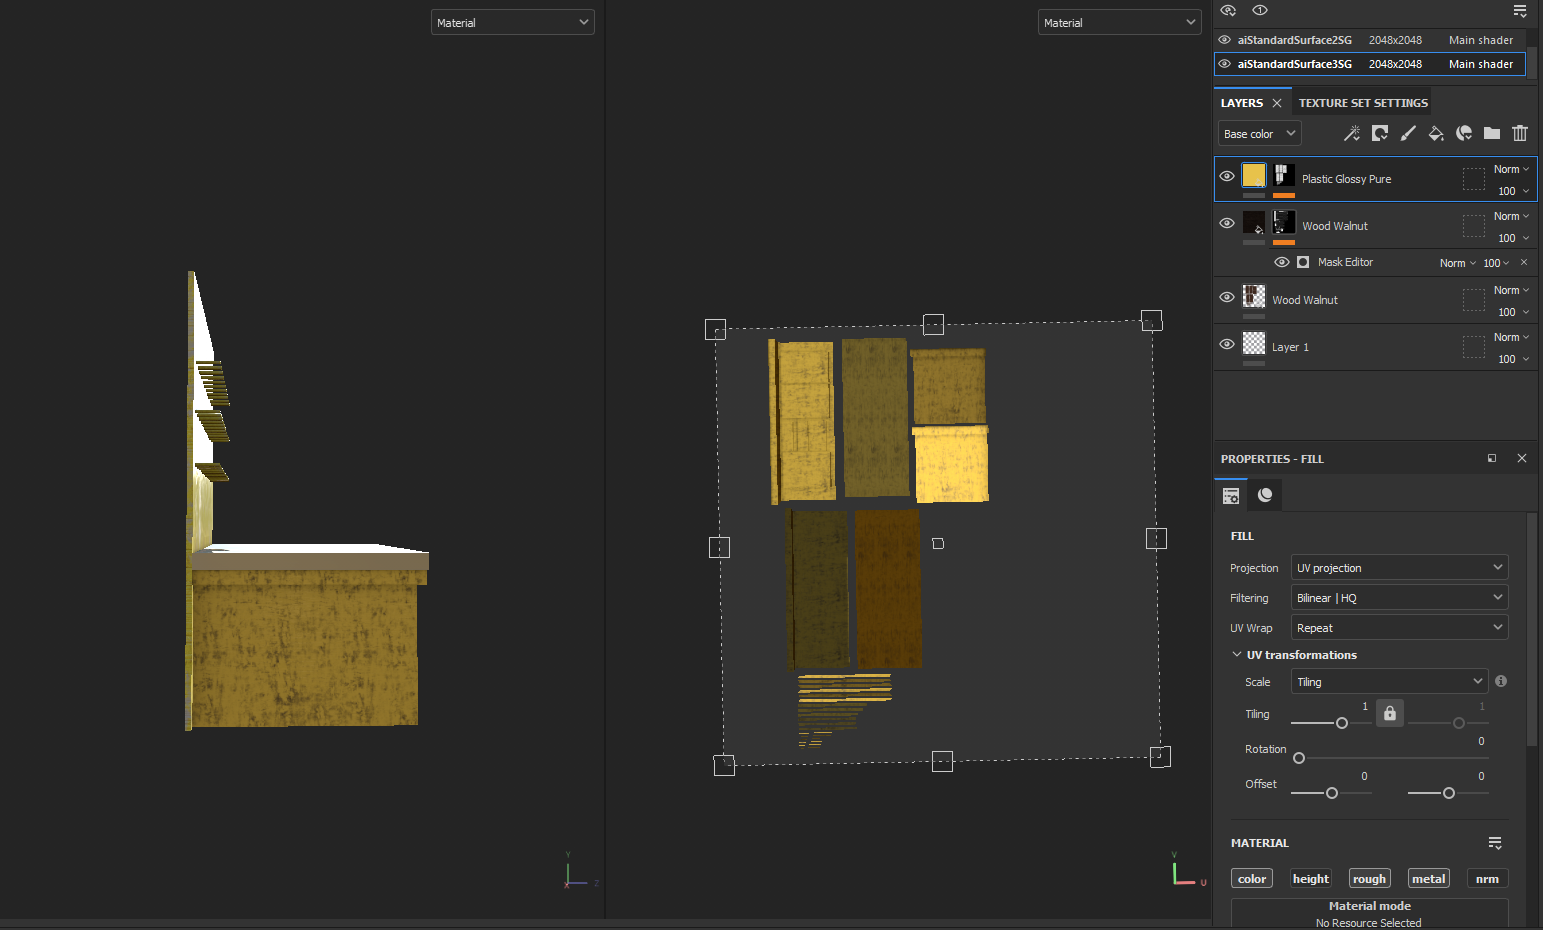 Material
Material
aiStandardSurface2SG 2048x2048 Main shader
aiStandardSurface3SG 2048x2048 Main shader
LAYERS TEXTURE SET SETTINGS
Base color
Plastic Glossy Pure Norm
100
Wood Walnut Norm
100
Mask Editor Norm 100
Wood Walnut Norm
100
Layer 1 Norm
100
PROPERTIES - FILL
FILL
Projection UV projection
Filtering Bilinear | HQ
UV Wrap Repeat
UV transformations
Scale Tiling
Tiling 1 1
Rotation 0
Offset 0 0
MATERIAL
color height rough metal nrm
Material mode
No Resource Selected
Y
X Z
V
U